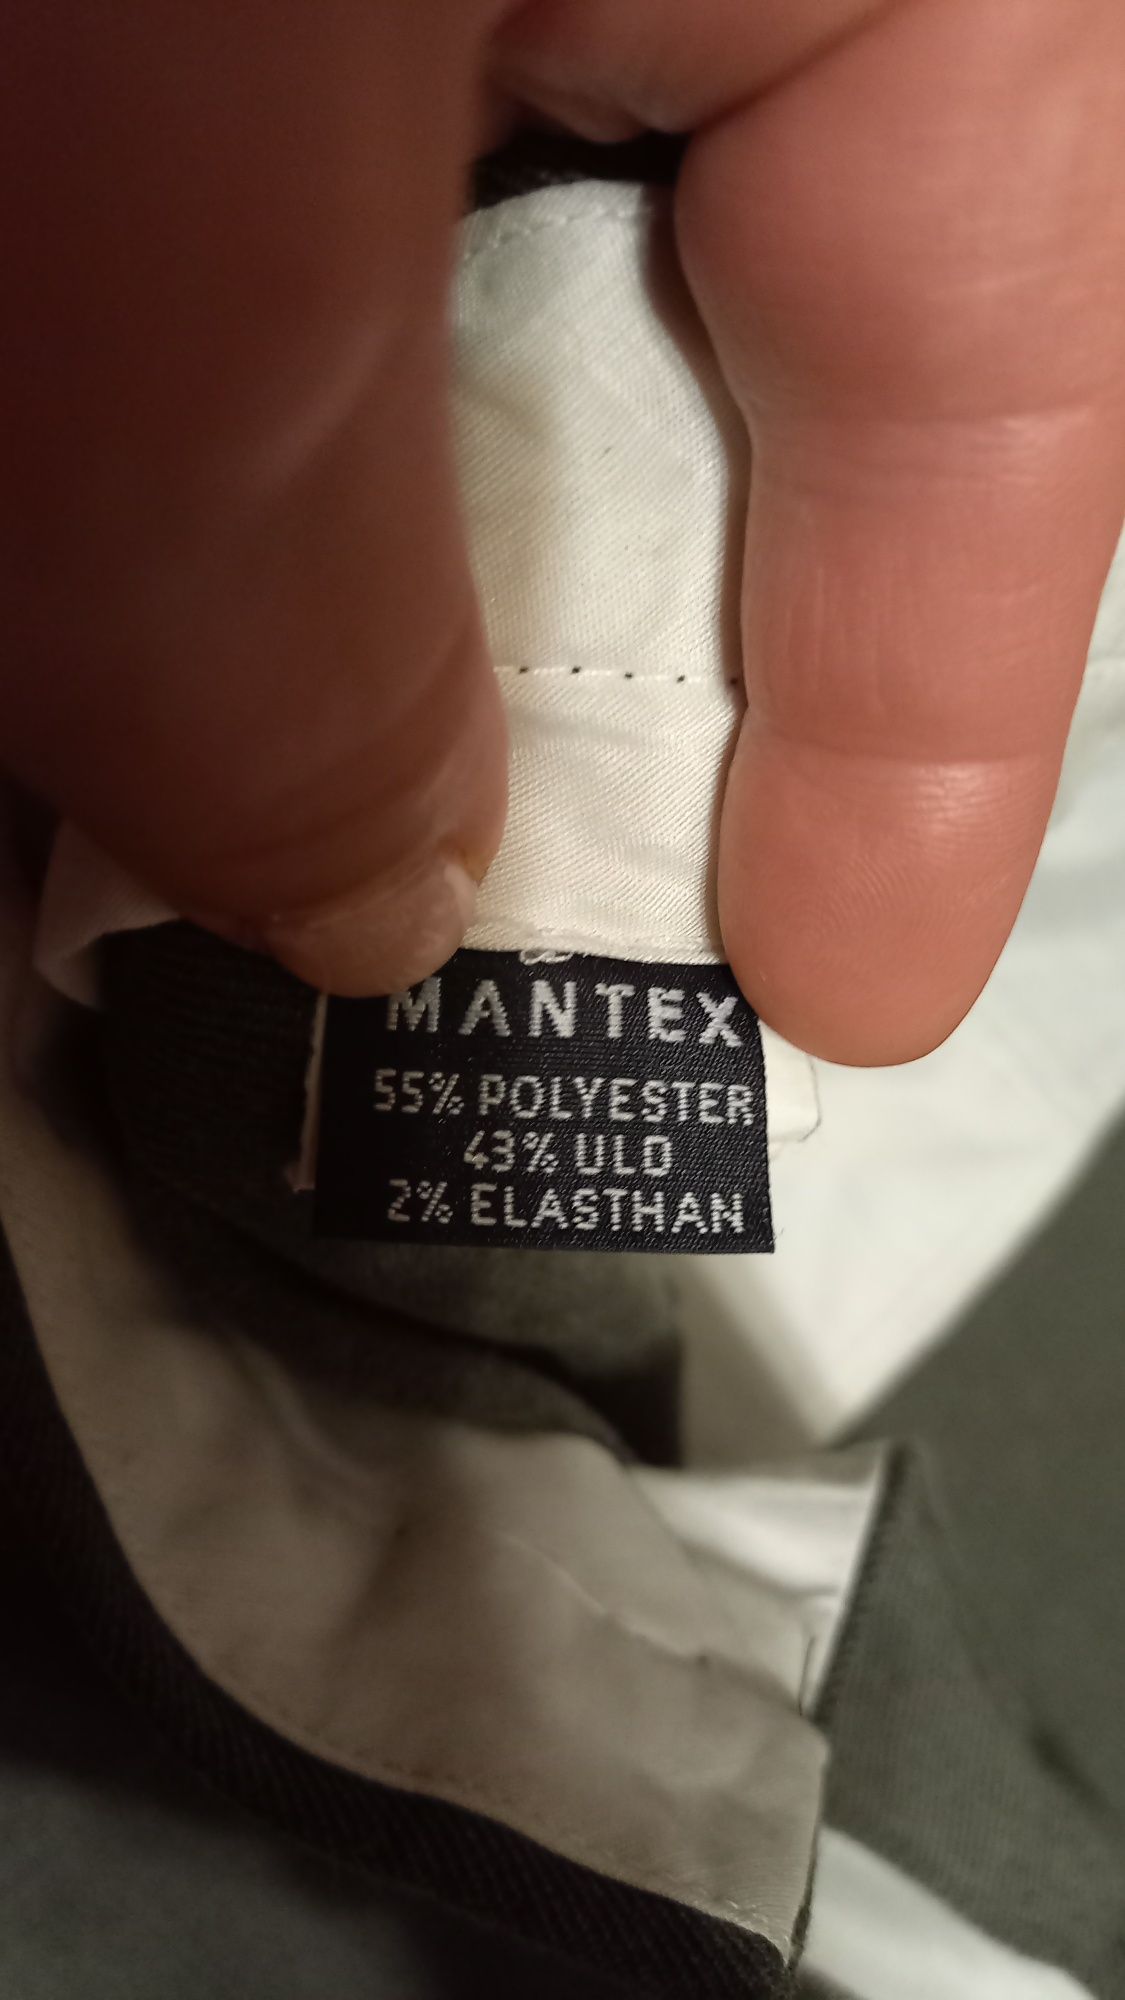 MANTEX
55% POLYESTER
43% ULD
2% ELASTHAN